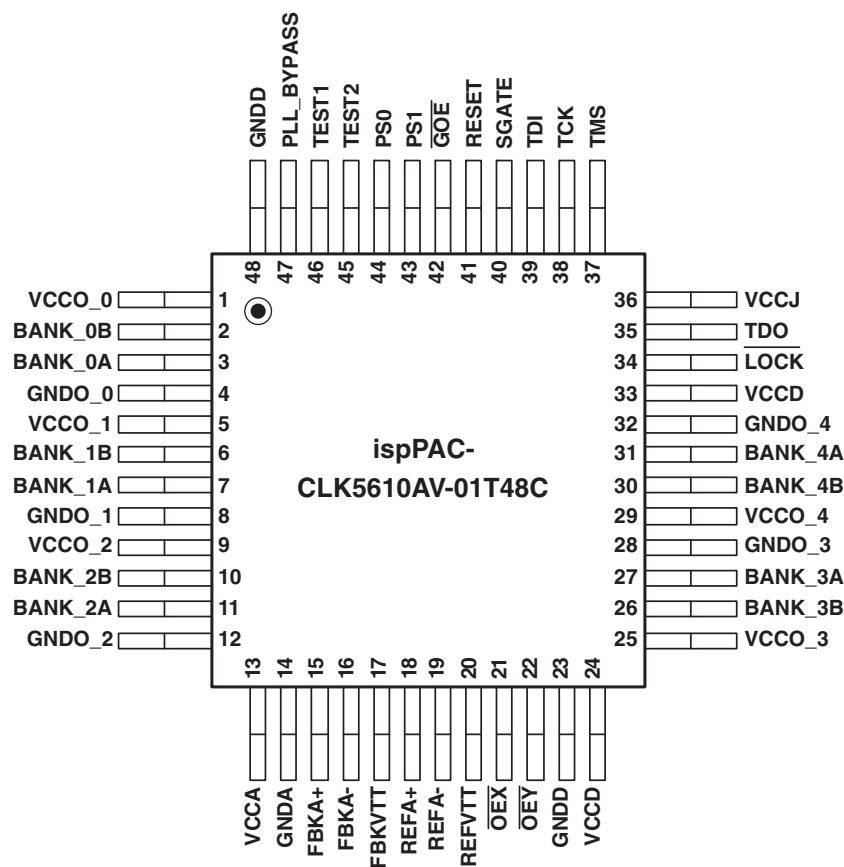 GNDD
PLL_BYPASS
TEST1
TEST2
PS0
PS1
GOE
RESET
SGATE
TDI
TCK
TMS
48 47 46 45 44 43 42 41 40 39 38 37
VCCO_0 1
BANK_0B 2
BANK_0A 3
GNDO_0 4
VCCO_1 5
BANK_1B 6
BANK_1A 7
GNDO_1 8
VCCO_2 9
BANK_2B 10
BANK_2A 11
GNDO_2 12
ispPAC-
CLK5610AV-01T48C
36 VCCJ
35 TDO
34 LOCK
33 VCCD
32 GNDO_4
31 BANK_4A
30 BANK_4B
29 VCCO_4
28 GNDO_3
27 BANK_3A
26 BANK_3B
25 VCCO_3
13 14 15 16 17 18 19 20 21 22 23 24
VCCA
GNDA
FBKA+
FBKA-
FBKVTT
REFA+
REFA-
REFVTT
OEX
OEY
GNDD
VCCD